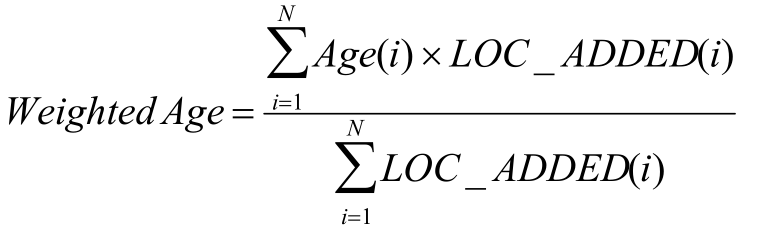 N
∑ Age(i) × LOC_ADDED(i)
i=1
Weighted Age =
N
∑ LOC_ADDED(i)
i=1